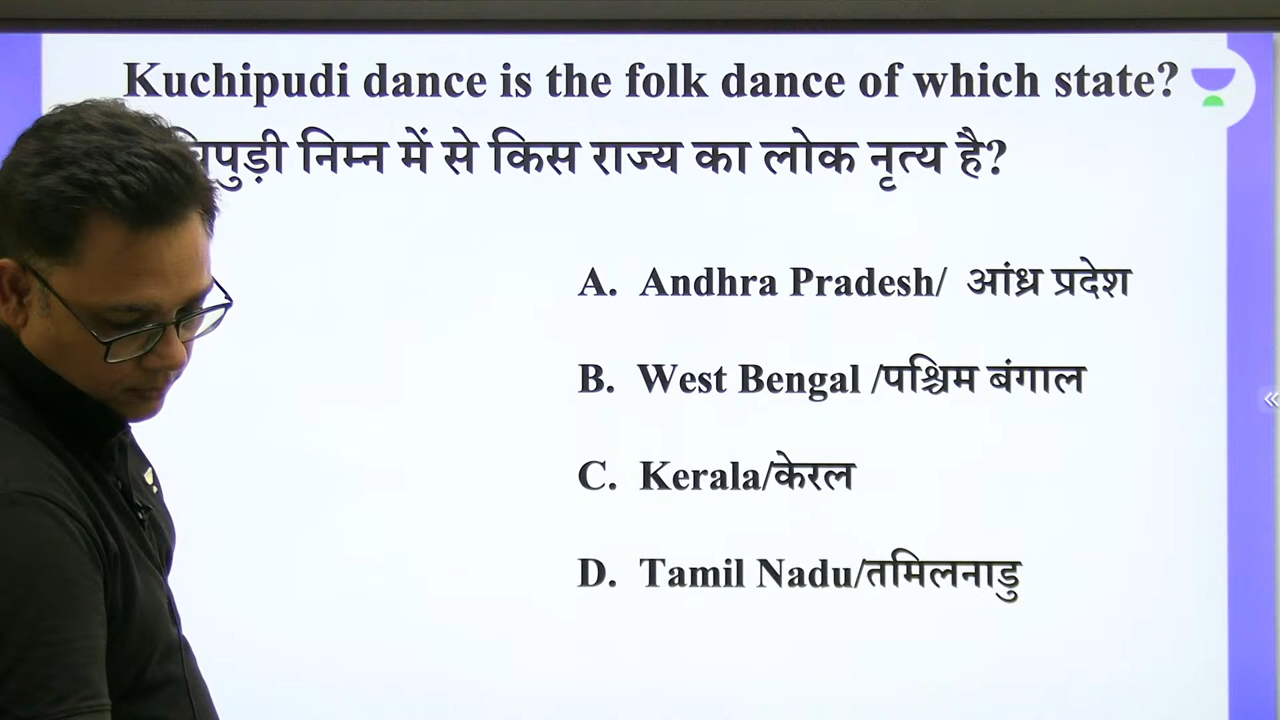 Kuchipudi dance is the folk dance of which state?
निम्न में से किस राज्य का लोक नृत्य है?
A. Andhra Pradesh/ आंध्र प्रदेश
B. West Bengal /पश्चिम बंगाल
C. Kerala/केरल
D. Tamil Nadu/तमिलनाडु